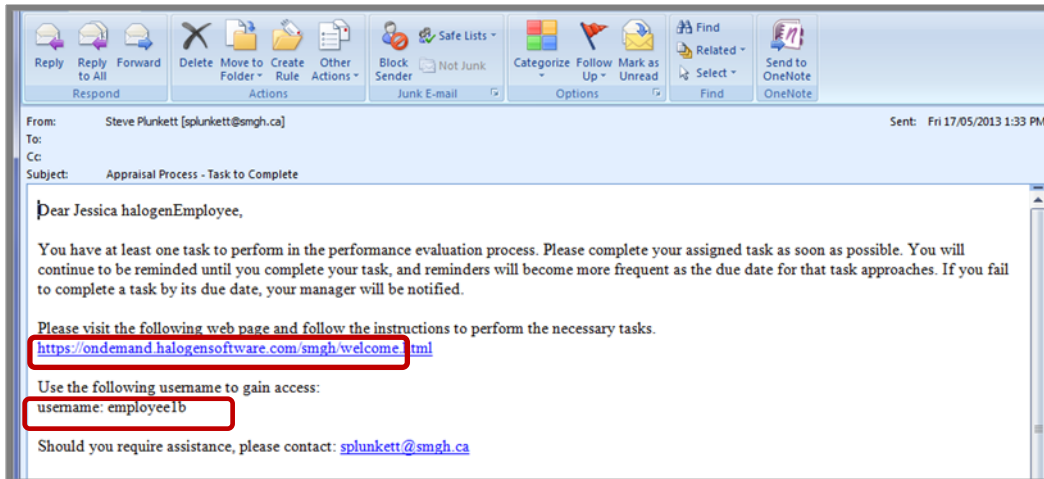 Reply Reply to All Forward Delete Move to Folder Create Rule Other Actions Block Sender Safe Lists Not Junk Categorize Follow Up Mark as Unread Find Related Select Send to OneNote
Respond Actions Junk E-mail Options Find OneNote
From: Steve Plunkett [splunkett@smgh.ca] Sent: Fri 17/05/2013 1:33 PM
To:
Cc:
Subject: Appraisal Process - Task to Complete
Dear Jessica halogenEmployee,
You have at least one task to perform in the performance evaluation process. Please complete your assigned task as soon as possible. You will
continue to be reminded until you complete your task, and reminders will become more frequent as the due date for that task approaches. If you fail
to complete a task by its due date, your manager will be notified.
Please visit the following web page and follow the instructions to perform the necessary tasks.
https://ondemand.halogensoftware.com/smgh/welcome.html
Use the following username to gain access:
username: employee1b
Should you require assistance, please contact: splunkett@smgh.ca